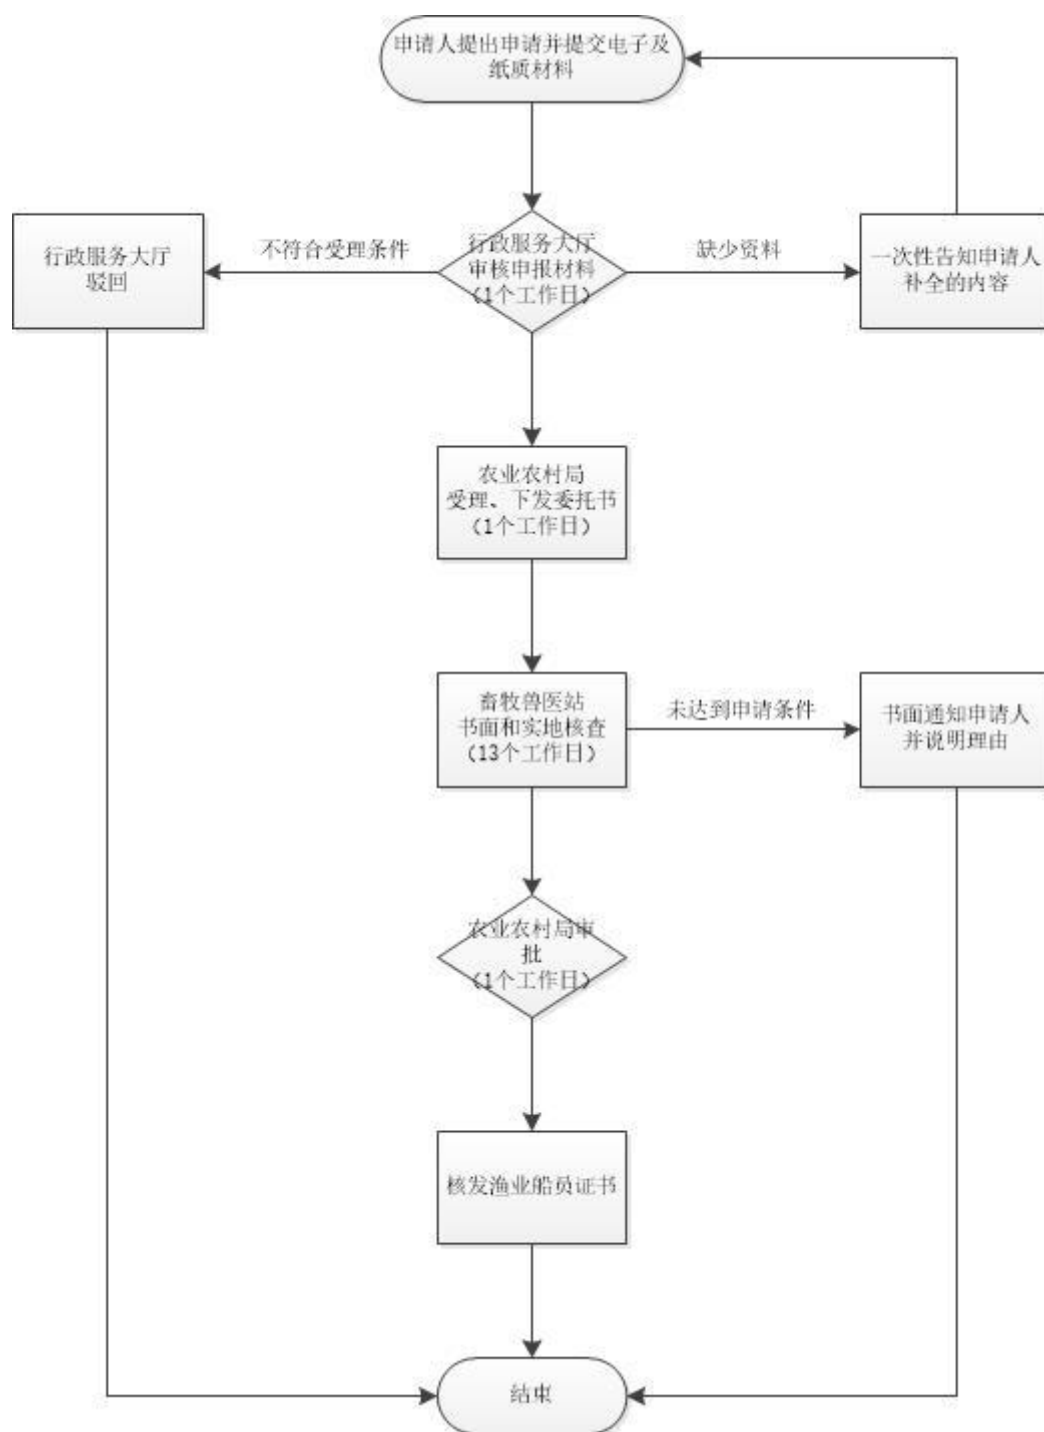 申请人提出申请并提交电子及
纸质材料
行政服务大厅
驳回
不符合受理条件
行政服务大厅
审核申报材料
（1个工作日）
缺少资料
一次性告知申请人
补全的内容
农业农村局
受理、下发委托书
（1个工作日）
畜牧兽医站
书面和实地核查
（13个工作日）
未达到申请条件
书面通知申请人
并说明理由
农业农村局审
批
（1个工作日）
核发渔业船员证书
结束